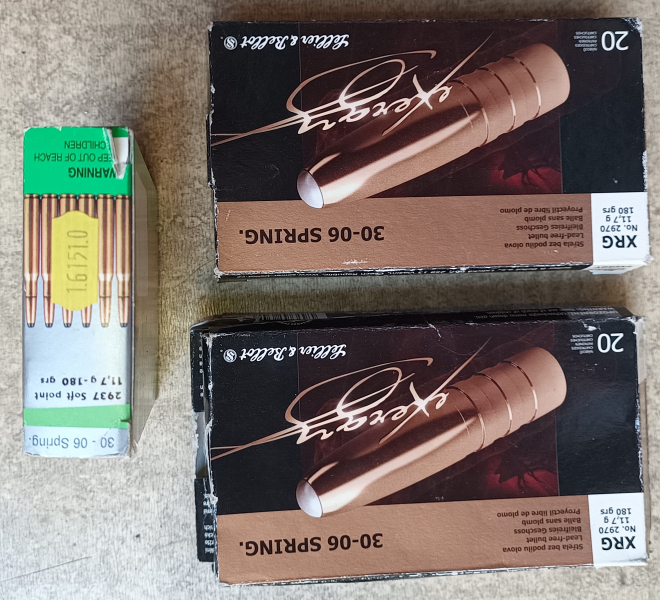 WARNING
KEEP OUT OF REACH
CHILDREN
1.6151.0
2937 Soft point
11,7 g - 180 grs
30 - 06 Spring.
Sellier & Bellot
20
exergy
30-06 SPRING.
XRG
No. 2970
11,7 g
180 grs
Střela bez podílu olova
Lead-free bullet
Bleifreies Geschoss
Balle sans plomb
Proyectil libre de plomo
Sellier & Bellot
20
exergy
30-06 SPRING.
XRG
No. 2970
11,7 g
180 grs
Střela bez podílu olova
Lead-free bullet
Bleifreies Geschoss
Balle sans plomb
Proyectil libre de plomo